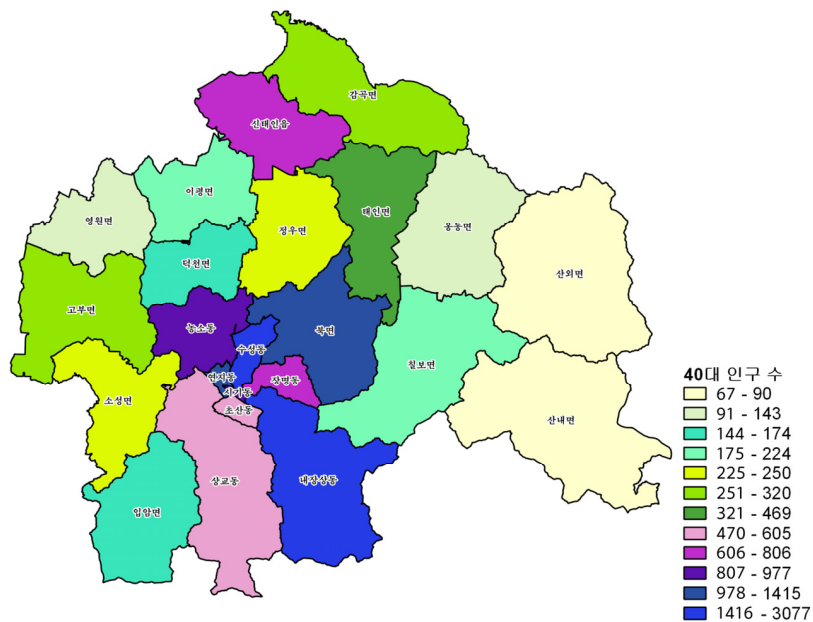 감곡면
신태인읍
이평면
태인면
영원면
정우면
옹동면
덕천면
산외면
고부면
농소동
북면
수성동
칠보면
연지동
장명동
시기동
소성면
초산동
산내면
상교동
내장상동
입암면
40대 인구 수
67 - 90
91 - 143
144 - 174
175 - 224
225 - 250
251 - 320
321 - 469
470 - 605
606 - 806
807 - 977
978 - 1415
1416 - 3077